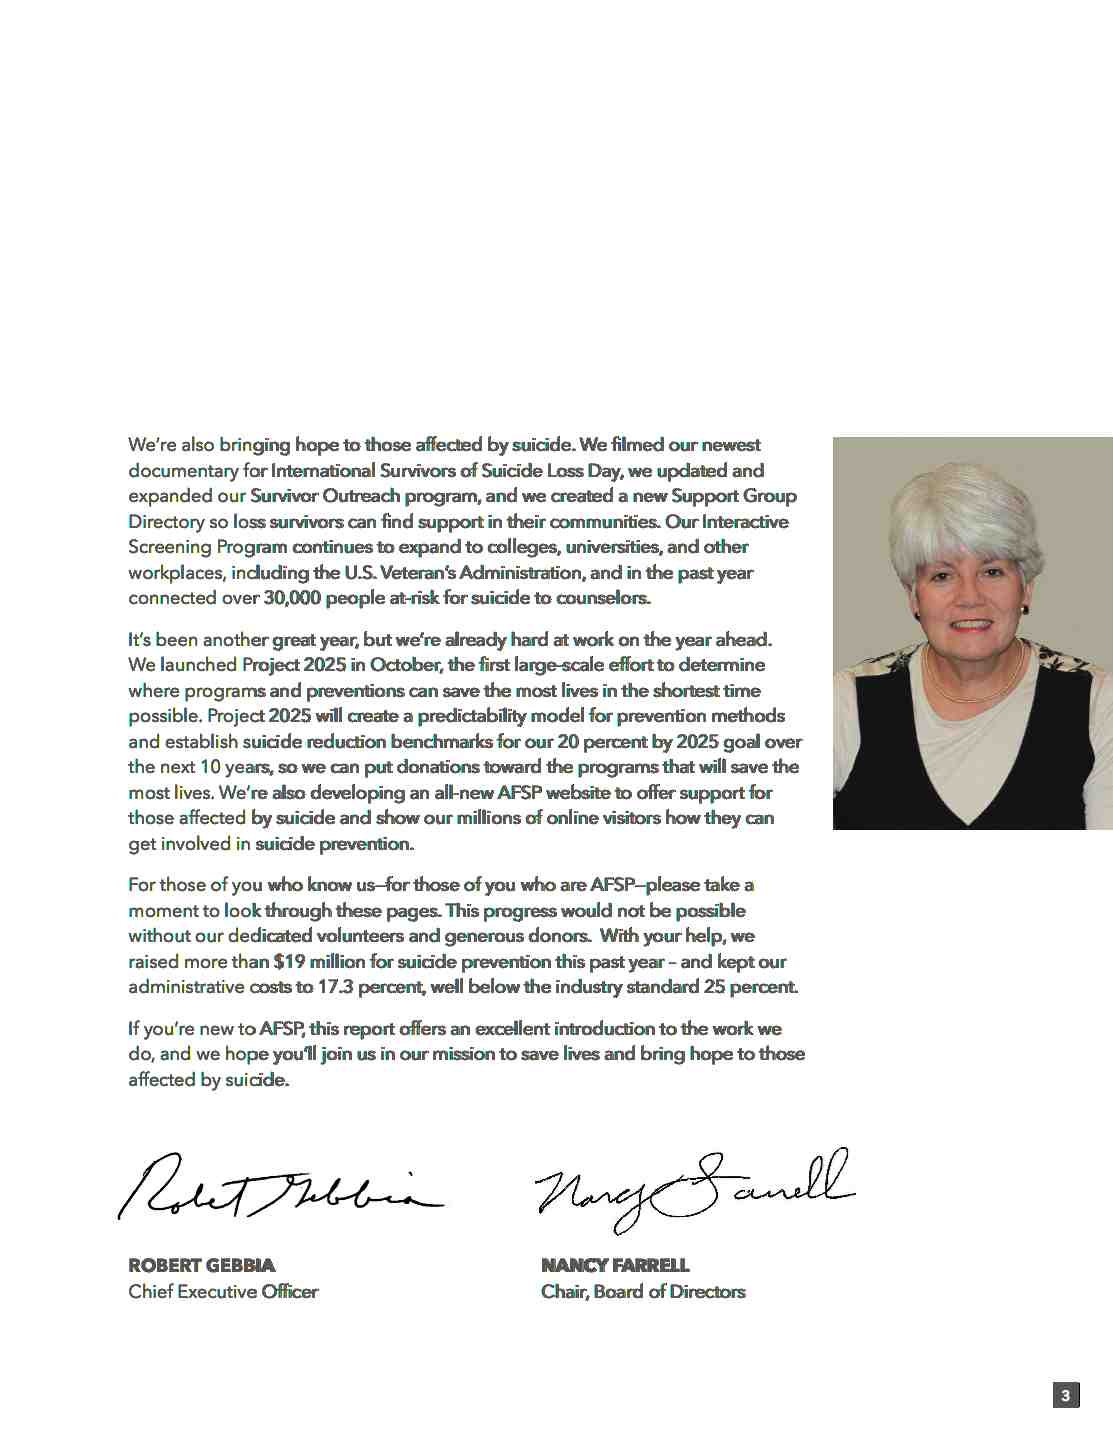 We're also bringing hope to those affected by suicide. We filmed our newest
documentary for International Survivors of Suicide Loss Day, we updated and
expanded our Survivor Outreach program, and we created a new Support Group
Directory so loss survivors can find support in their communities. Our Interactive
Screening Program continues to expand to colleges, universities, and other
workplaces, including the U.S. Veteran's Administration, and in the past year
connected over 30,000 people at-risk for suicide to counselors.
It's been another great year, but we're already hard at work on the year ahead.
We launched Project 2025 in October, the first large-scale effort to determine
where programs and preventions can save the most lives in the shortest time
possible. Project 2025 will create a predictability model for prevention methods
and establish suicide reduction benchmarks for our 20 percent by 2025 goal over
the next 10 years, so we can put donations toward the programs that will save the
most lives. We're also developing an all-new AFSP website to offer support for
those affected by suicide and show our millions of online visitors how they can
get involved in suicide prevention.
For those of you who know us—for those of you who are AFSP—please take a
moment to look through these pages. This progress would not be possible
without our dedicated volunteers and generous donors. With your help, we
raised more than $19 million for suicide prevention this past year – and kept our
administrative costs to 17.3 percent, well below the industry standard 25 percent.
If you're new to AFSP, this report offers an excellent introduction to the work we
do, and we hope you'll join us in our mission to save lives and bring hope to those
affected by suicide.
Robert Gebbia
Nancy Farrell
ROBERT GEBBIA
NANCY FARRELL
Chief Executive Officer
Chair, Board of Directors
3